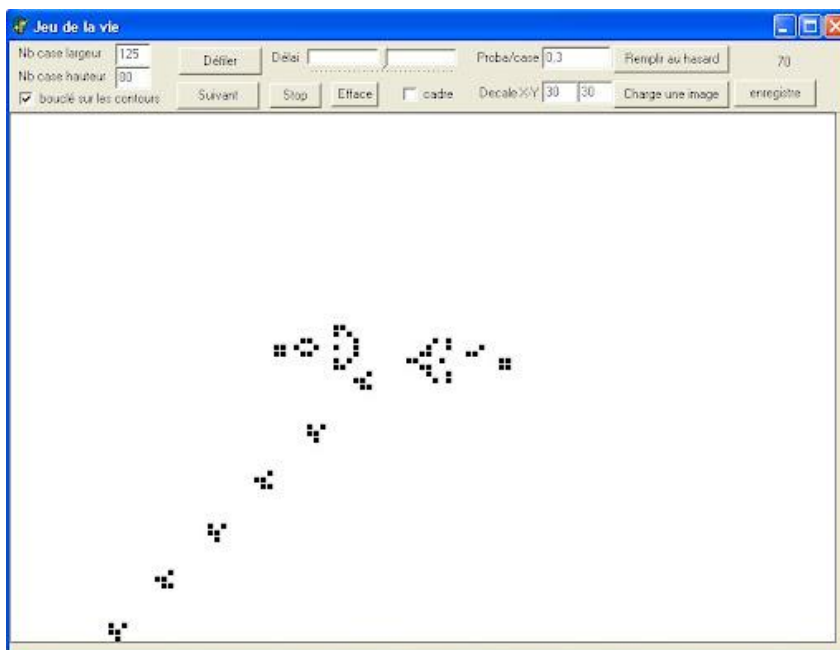 Jeu de la vie
Nb case largeur 125 Défiler Délai Proba/case 0,3 Remplir au hasard 70
Nb case hauteur 80
bouclé sur les contours Suivant Stop Efface cadre Decale X-Y 30 30 Charge une image enregistre